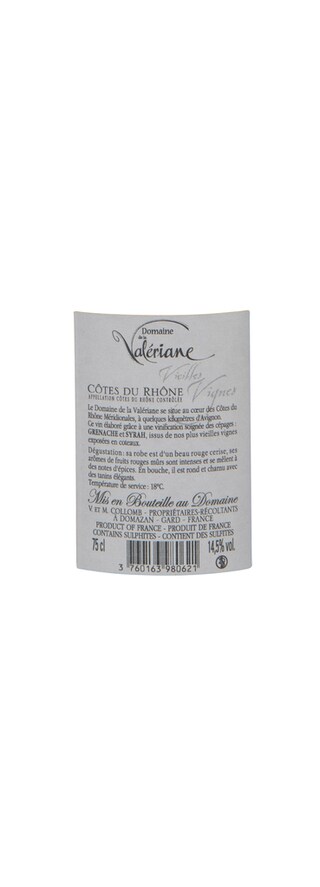 Domaine
de la
Valériane
Vieilles
Vignes
CÔTES DU RHÔNE
APPELLATION CÔTES DU RHÔNE CONTRÔLÉE
Le Domaine de la Valériane se situe au cœur des Côtes du
Rhône Méridionales, à quelques kilomètres d'Avignon.
Ce vin élaboré grâce à une vinification soignée des cépages :
GRENACHE et SYRAH, issus de nos plus vieilles vignes
exposées en coteaux.
Dégustation : sa robe est d'un beau rouge cerise, ses
arômes de fruits rouges mûrs sont intenses et se mêlent à
des notes d'épices. En bouche, il est rond et charnu avec
des tanins élégants.
Température de service : 18°C.
Mis en Bouteille au Domaine
V. ET M. COLLOMB - PROPRIÉTAIRES-RÉCOLTANTS
À DOMAZAN - GARD - FRANCE
PRODUCT OF FRANCE - PRODUIT DE FRANCE
CONTAINS SULPHITES - CONTIENT DES SULFITES
75 cl
14,5% vol.
3 760163 980621